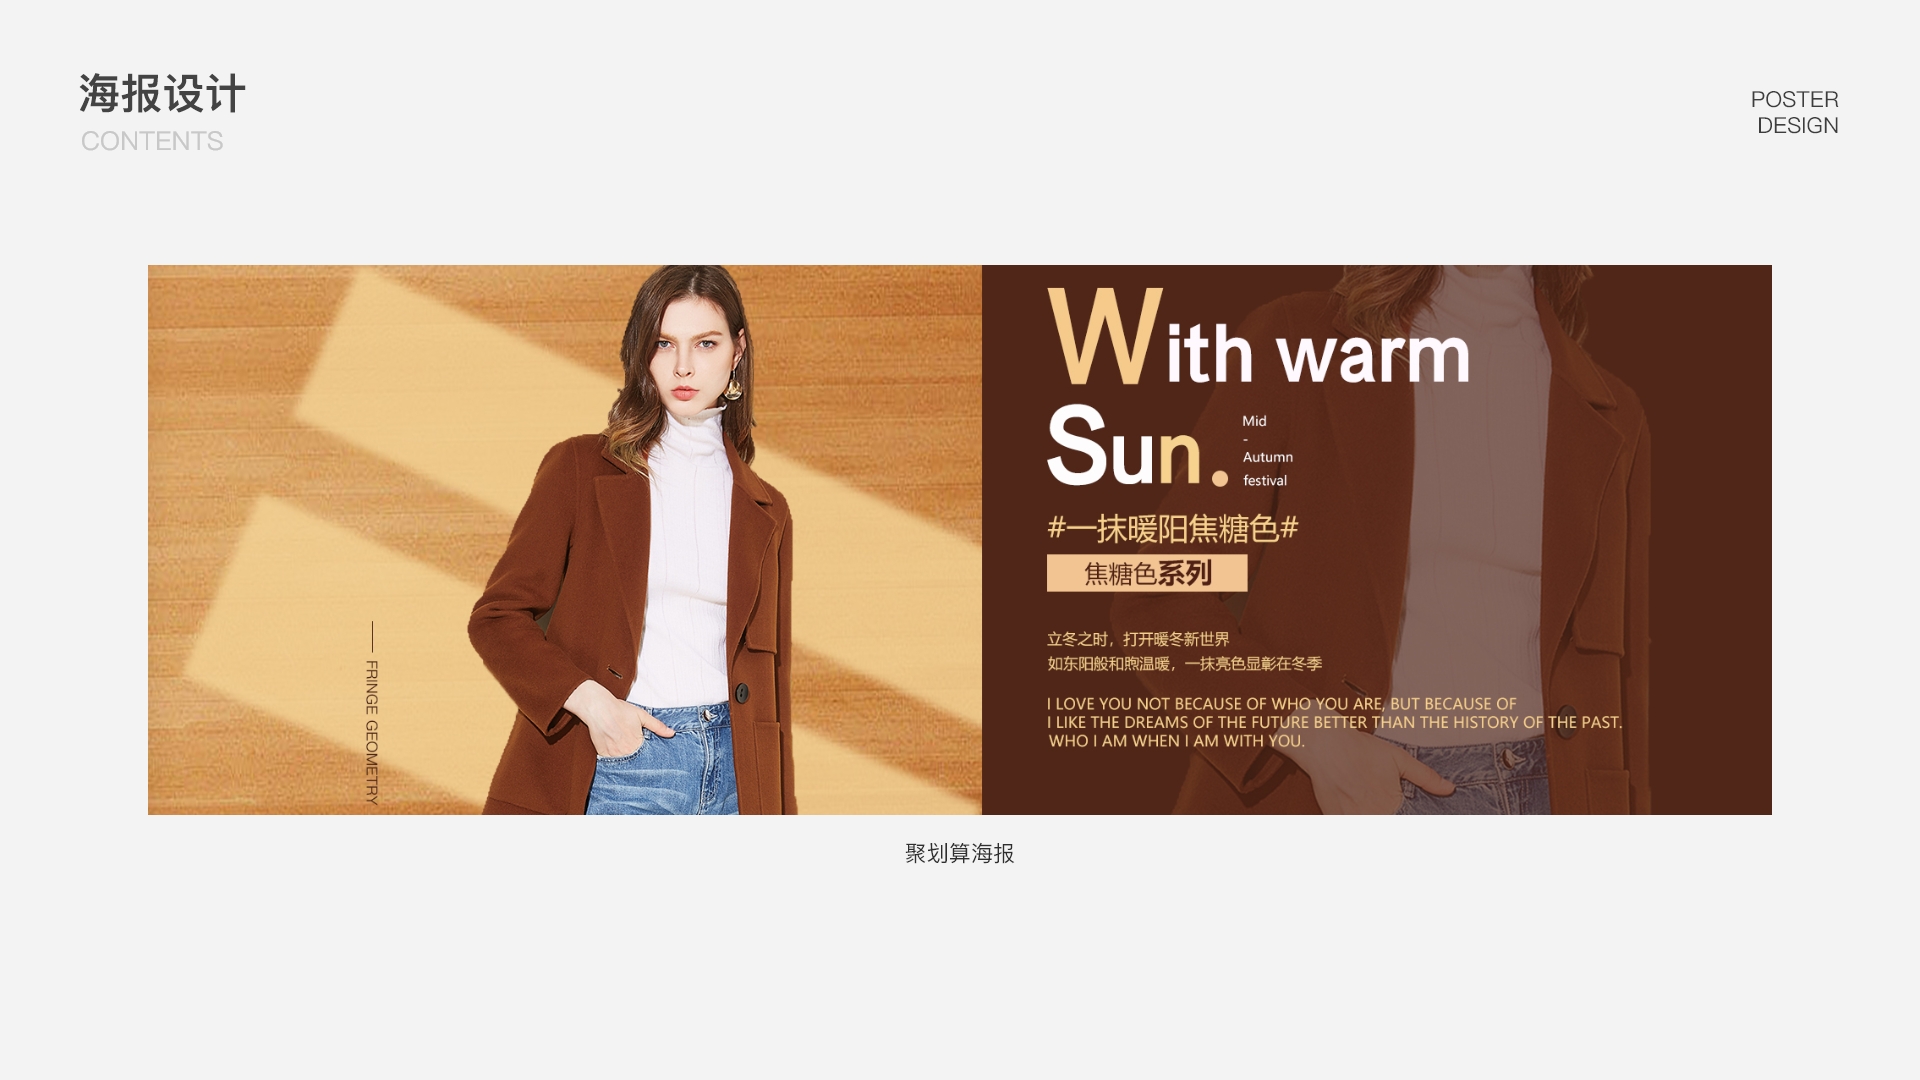 海报设计
CONTENTS
POSTER
DESIGN
With warm
Sun.
Mid
-
Autumn
festival
#一抹暖阳焦糖色#
焦糖色系列
立冬之时，打开暖冬新世界
如东阳般和煦温暖，一抹亮色显彰在冬季
I LOVE YOU NOT BECAUSE OF WHO YOU ARE, BUT BECAUSE OF
I LIKE THE DREAMS OF THE FUTURE BETTER THAN THE HISTORY OF THE PAST.
WHO I AM WHEN I AM WITH YOU.
FRINGE GEOMETRY
聚划算海报